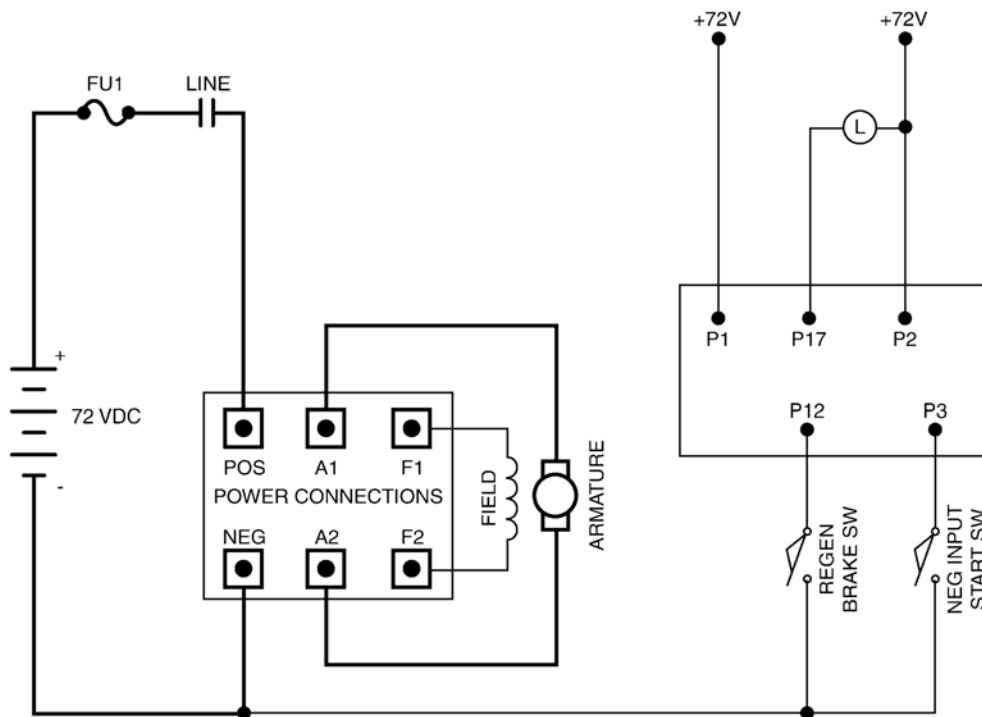 +72V
+72V
FU1
LINE
L
P1
P17
P2
+
72 VDC
-
P12
P3
POS
A1
F1
POWER CONNECTIONS
NEG
A2
F2
FIELD
ARMATURE
REGEN
BRAKE SW
NEG INPUT
START SW